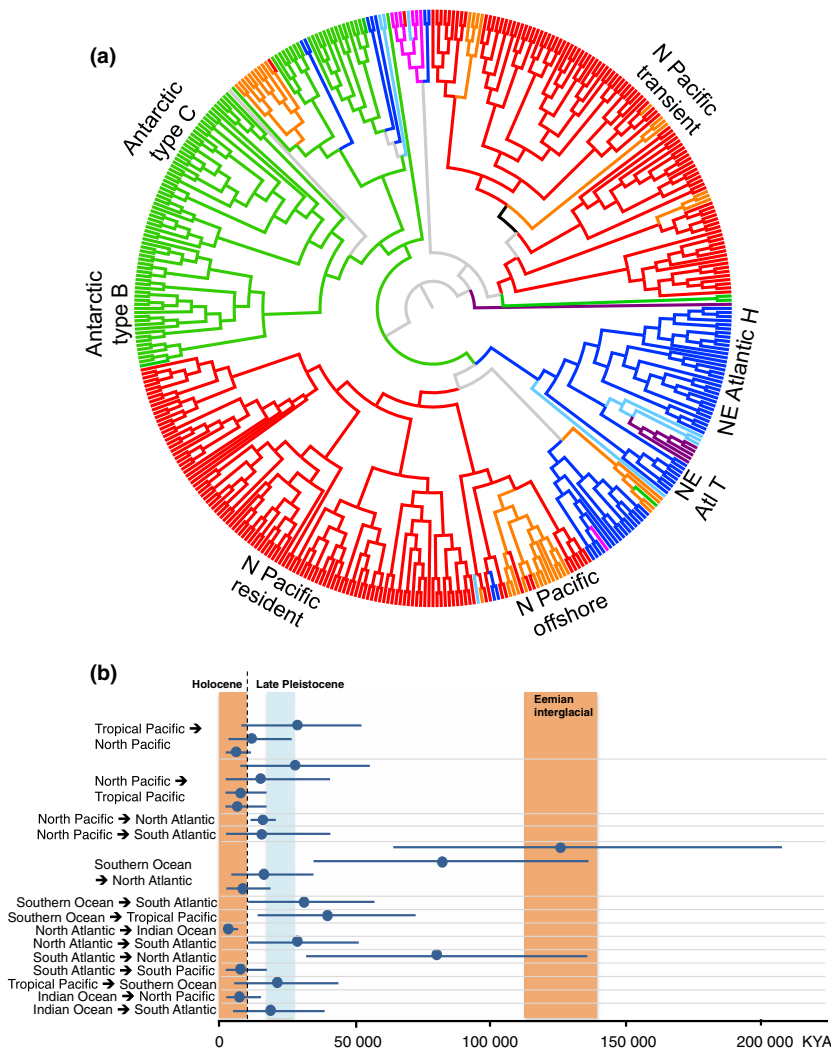 (a)
N Pacific
transient
Antarctic
type C
Antarctic
type B
NE Atlantic H
NE
Atl T
N Pacific
resident
N Pacific
offshore
(b)
Holocene
Late Pleistocene
Eemian
interglacial
Tropical Pacific ➔
North Pacific
North Pacific ➔
Tropical Pacific
North Pacific ➔ North Atlantic
North Pacific ➔ South Atlantic
Southern Ocean
➔ North Atlantic
Southern Ocean ➔ South Atlantic
Southern Ocean ➔ Tropical Pacific
North Atlantic ➔ Indian Ocean
North Atlantic ➔ South Atlantic
South Atlantic ➔ North Atlantic
South Atlantic ➔ South Pacific
Tropical Pacific ➔ Southern Ocean
Indian Ocean ➔ North Pacific
Indian Ocean ➔ South Atlantic
0 50 000 100 000 150 000 200 000 KYA